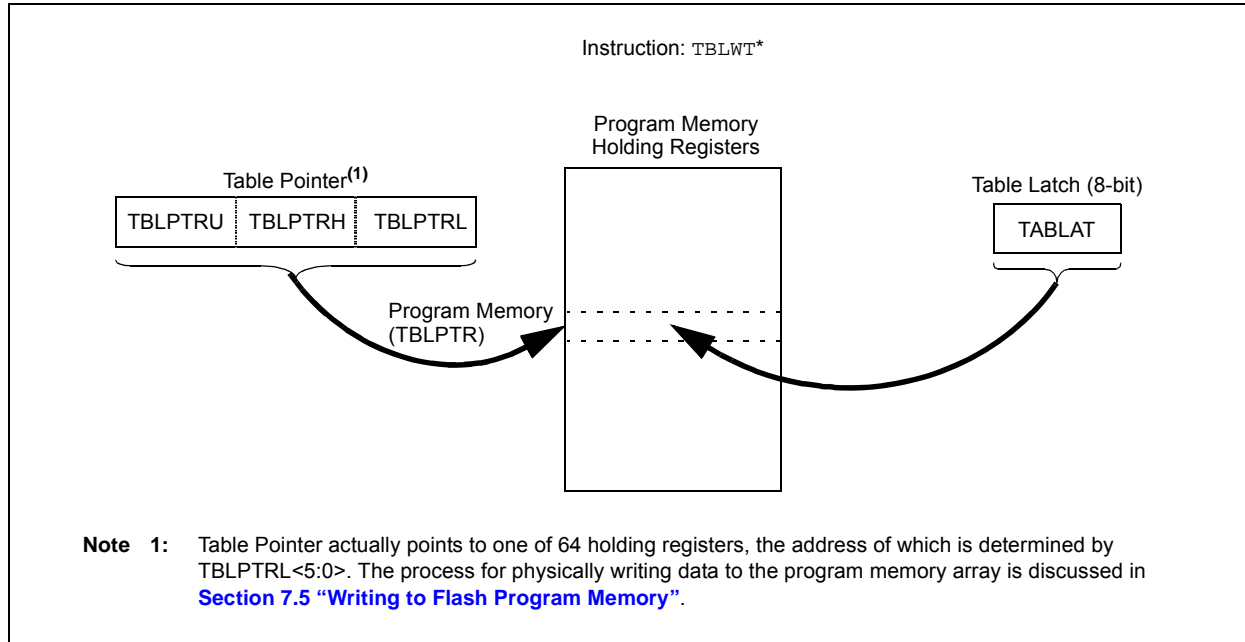 Instruction: TBLWT*
Program Memory
Holding Registers
Table Pointer(1)
Table Latch (8-bit)
TBLPTRU TBLPTRH TBLPTRL
TABLAT
Program Memory
(TBLPTR)
Note 1: Table Pointer actually points to one of 64 holding registers, the address of which is determined by
TBLPTRL<5:0>. The process for physically writing data to the program memory array is discussed in
Section 7.5 “Writing to Flash Program Memory”.